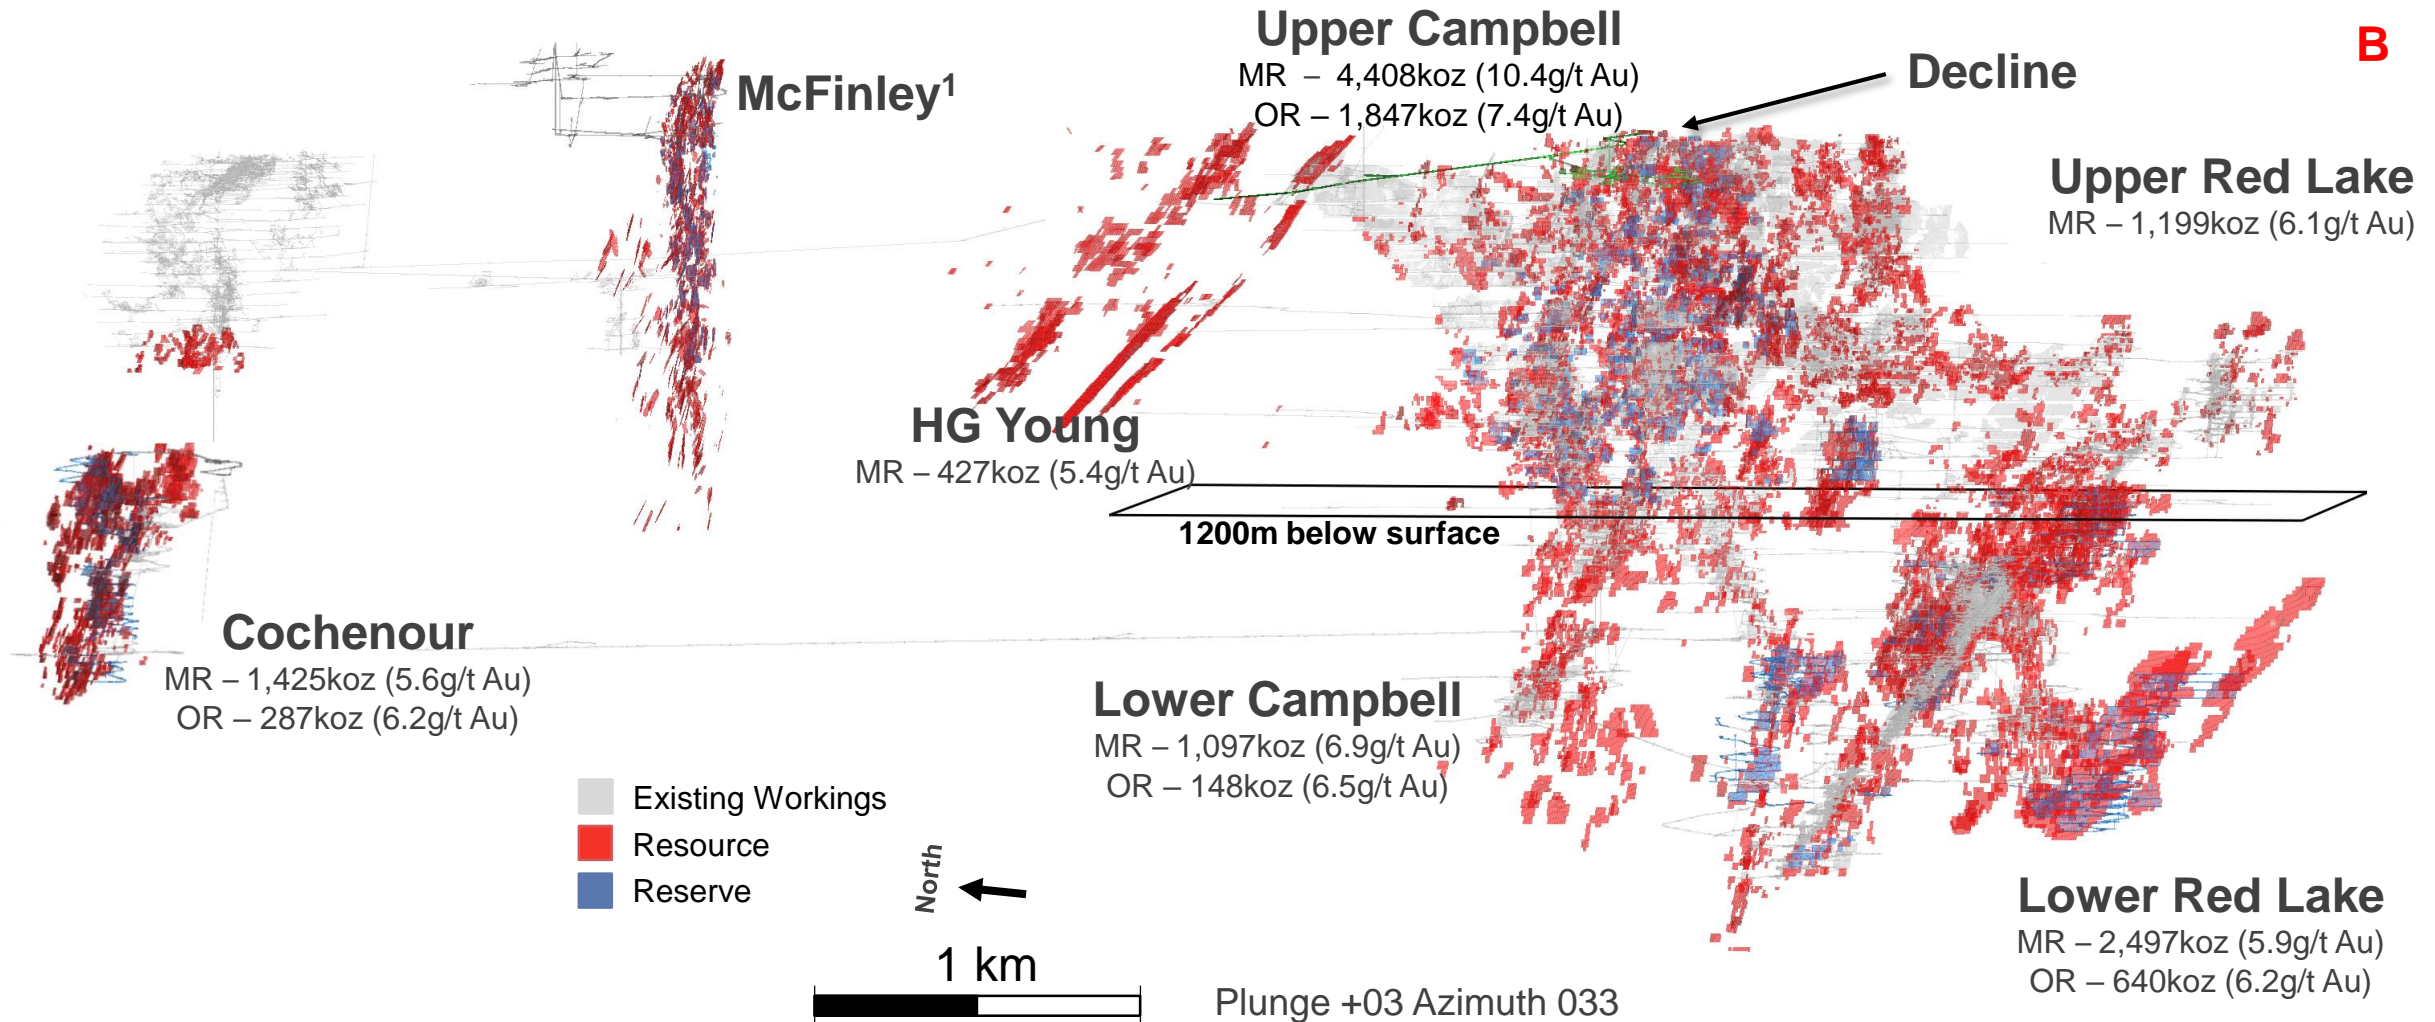 Upper Campbell
MR – 4,408koz (10.4g/t Au)
OR – 1,847koz (7.4g/t Au)
Decline
B
McFinley¹
Upper Red Lake
MR – 1,199koz (6.1g/t Au)
HG Young
MR – 427koz (5.4g/t Au)
1200m below surface
Cochenour
MR – 1,425koz (5.6g/t Au)
OR – 287koz (6.2g/t Au)
Lower Campbell
MR – 1,097koz (6.9g/t Au)
OR – 148koz (6.5g/t Au)
Existing Workings
Resource
Reserve
North
Lower Red Lake
MR – 2,497koz (5.9g/t Au)
OR – 640koz (6.2g/t Au)
1 km
Plunge +03 Azimuth 033